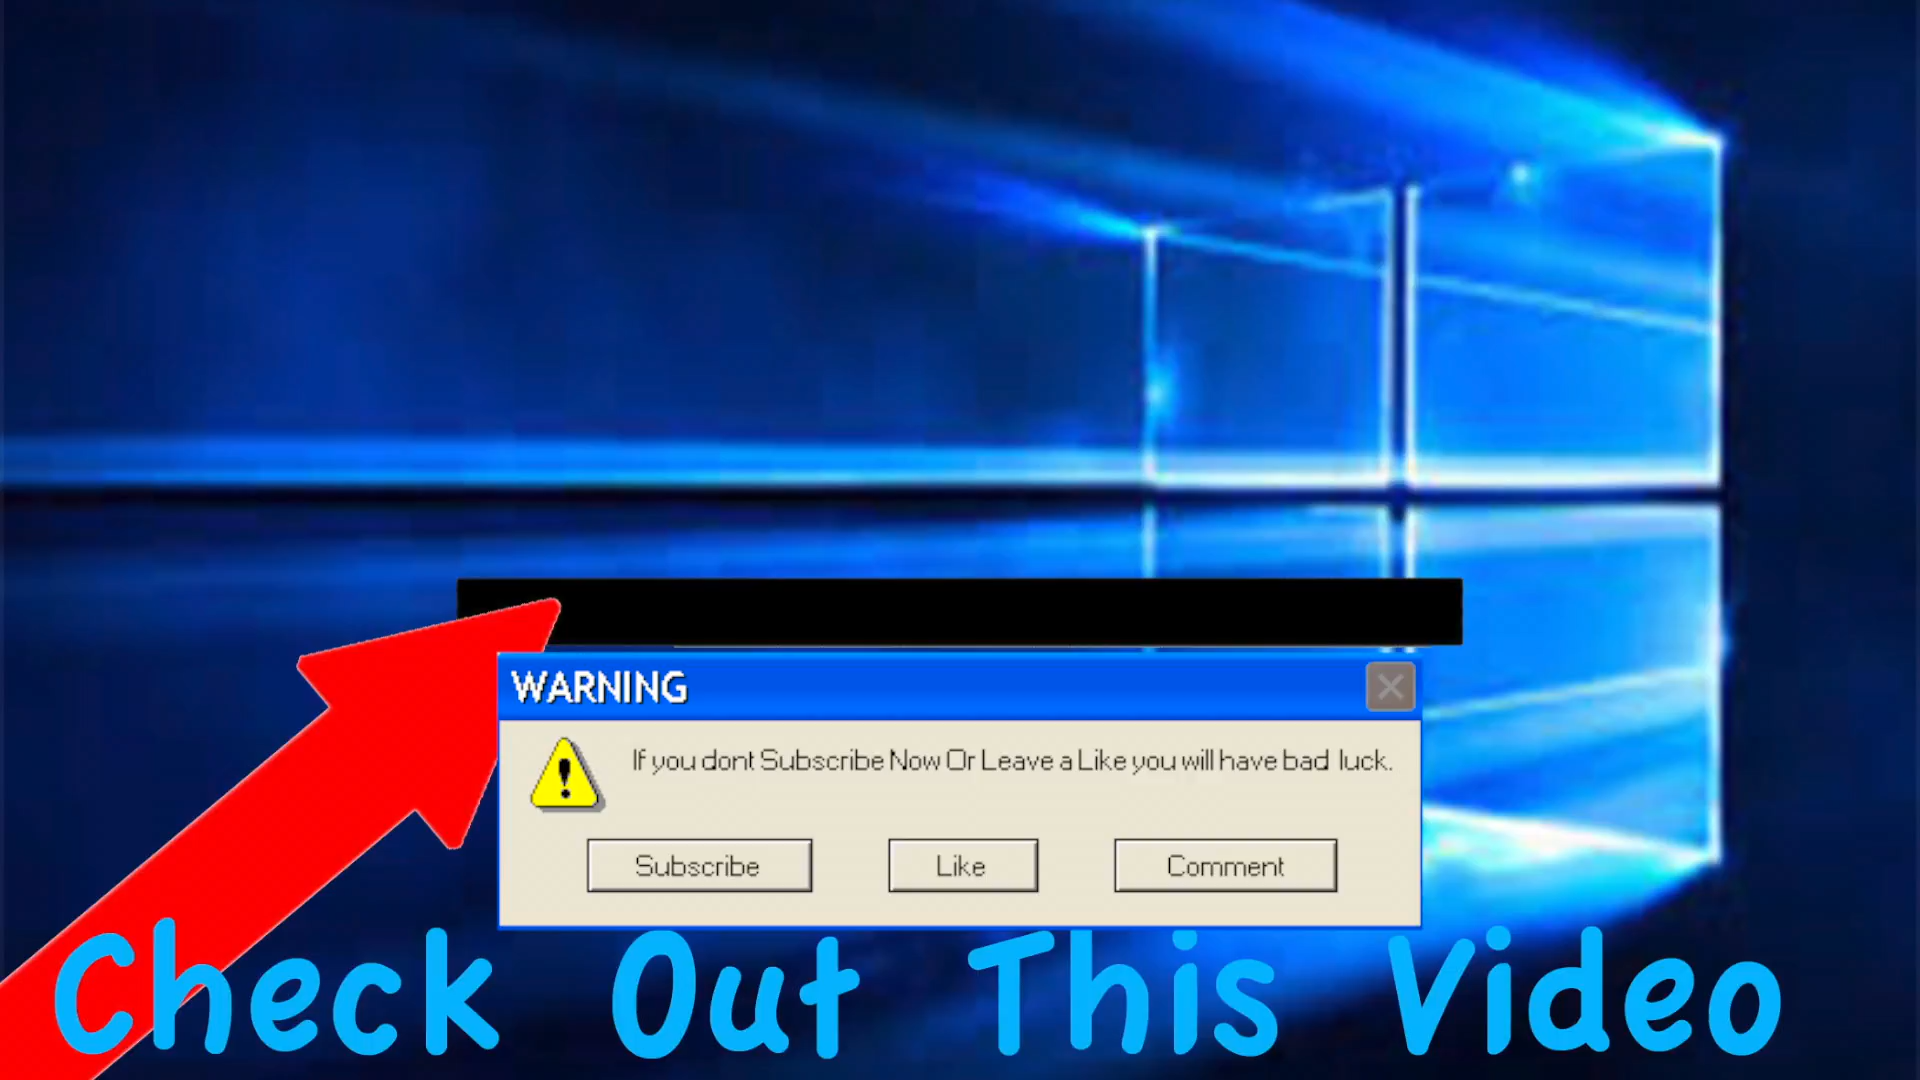 WARNING
If you dont Subscribe Now Or Leave a Like you will have bad luck.
Subscribe Like Comment
Check Out This Video